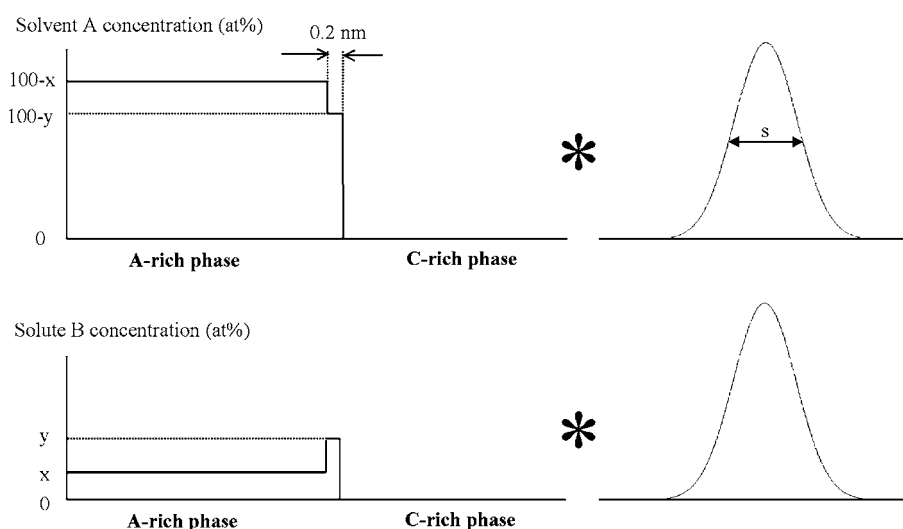 Solvent A concentration (at%)
0.2 nm
100-x
100-y
s
*
0
A-rich phase
C-rich phase
Solute B concentration (at%)
*
y
x
0
A-rich phase
C-rich phase